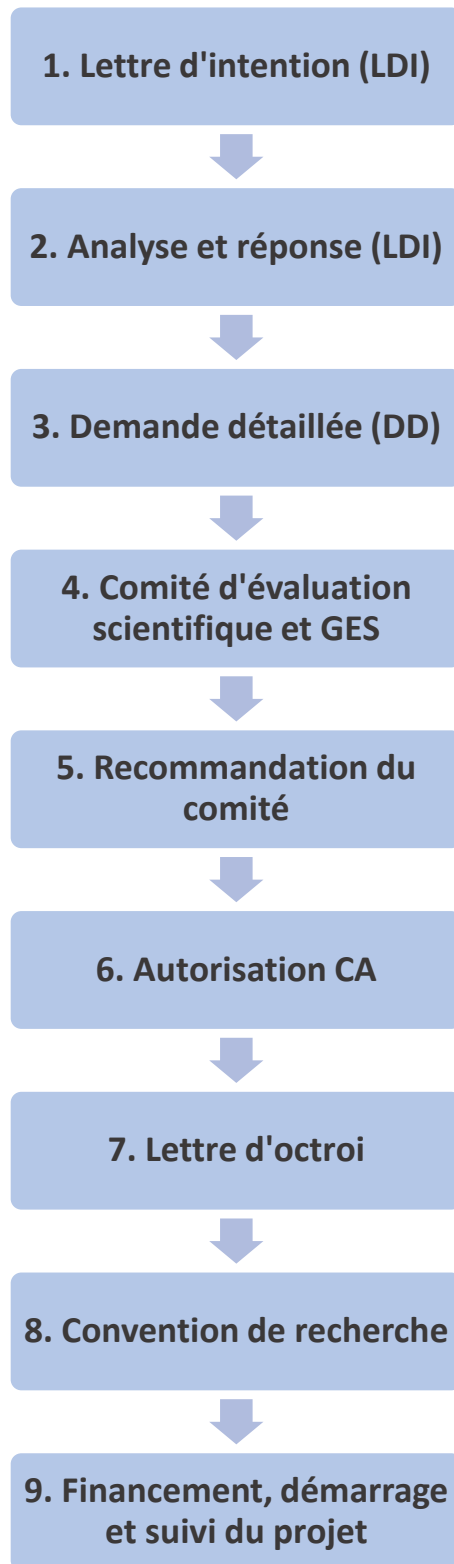 1. Lettre d'intention (LDI)
2. Analyse et réponse (LDI)
3. Demande détaillée (DD)
4. Comité d'évaluation
scientifique et GES
5. Recommandation du
comité
6. Autorisation CA
7. Lettre d'octroi
8. Convention de recherche
9. Financement, démarrage
et suivi du projet